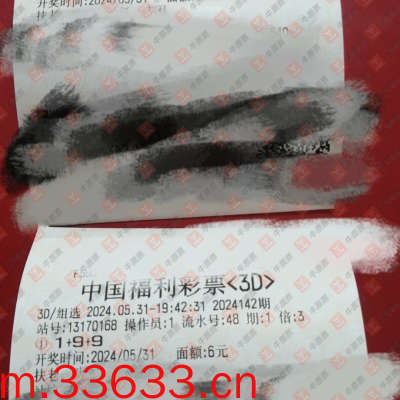 开奖时间:2024/05/31
中国福利彩票<3D>
3D/组选 2024.05.31-19:42:31 2024142期
站号:13170168 操作员:1 流水号:48 期:1 倍:3
① 1+9+9
开奖时间:2024/05/31 面额:6元
扶老
m.33633.cn